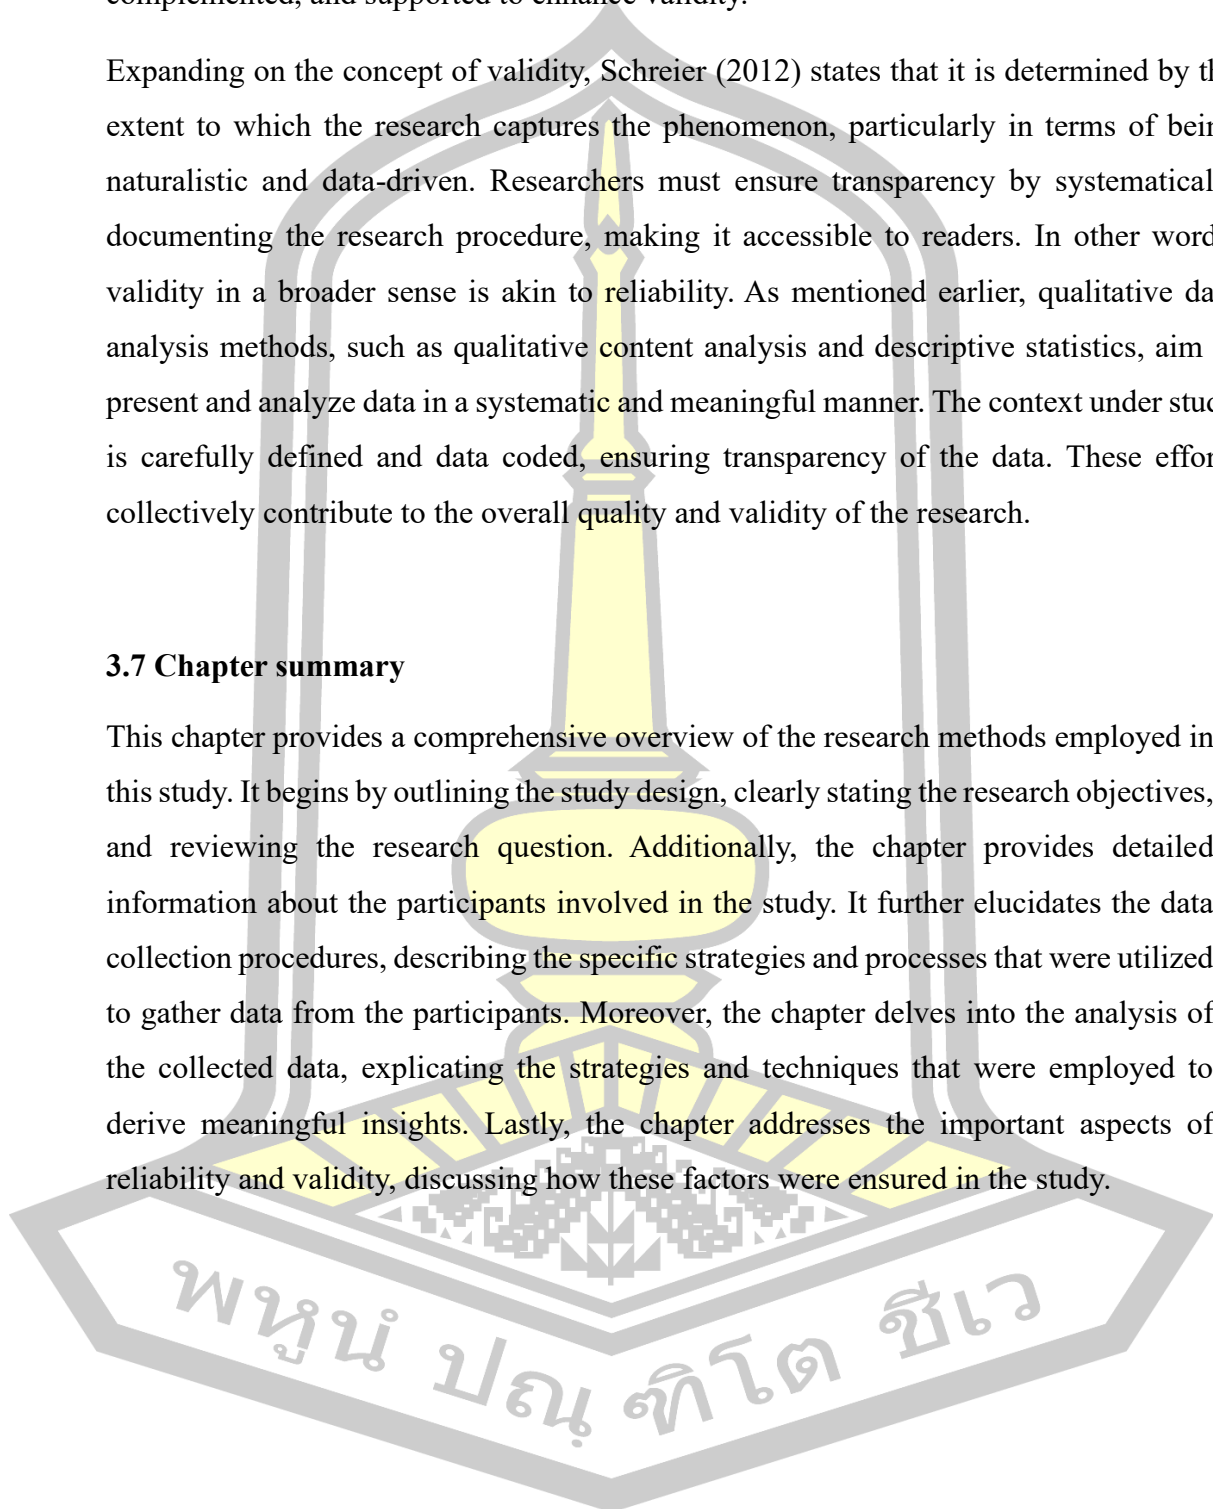 complemented, and supported to enhance validity.
Expanding on the concept of validity, Schreier (2012) states that it is determined by th
extent to which the research captures the phenomenon, particularly in terms of bein
naturalistic and data-driven. Researchers must ensure transparency by systematical
documenting the research procedure, making it accessible to readers. In other word
validity in a broader sense is akin to reliability. As mentioned earlier, qualitative da
analysis methods, such as qualitative content analysis and descriptive statistics, aim
present and analyze data in a systematic and meaningful manner. The context under stud
is carefully defined and data coded, ensuring transparency of the data. These effor
collectively contribute to the overall quality and validity of the research.
3.7 Chapter summary
This chapter provides a comprehensive overview of the research methods employed in
this study. It begins by outlining the study design, clearly stating the research objectives,
and reviewing the research question. Additionally, the chapter provides detailed
information about the participants involved in the study. It further elucidates the data
collection procedures, describing the specific strategies and processes that were utilized
to gather data from the participants. Moreover, the chapter delves into the analysis of
the collected data, explicating the strategies and techniques that were employed to
derive meaningful insights. Lastly, the chapter addresses the important aspects of
reliability and validity, discussing how these factors were ensured in the study.
พหูนํ ปณฺฑิโต ชีเว